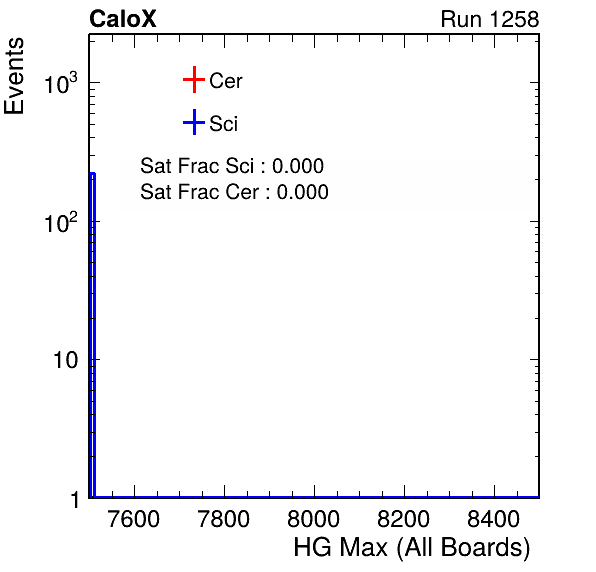 CaloX Run 1258
Events
Cer
Sci
Sat Frac Sci : 0.000
Sat Frac Cer : 0.000
10³
10²
10
1
7600 7800 8000 8200 8400
HG Max (All Boards)